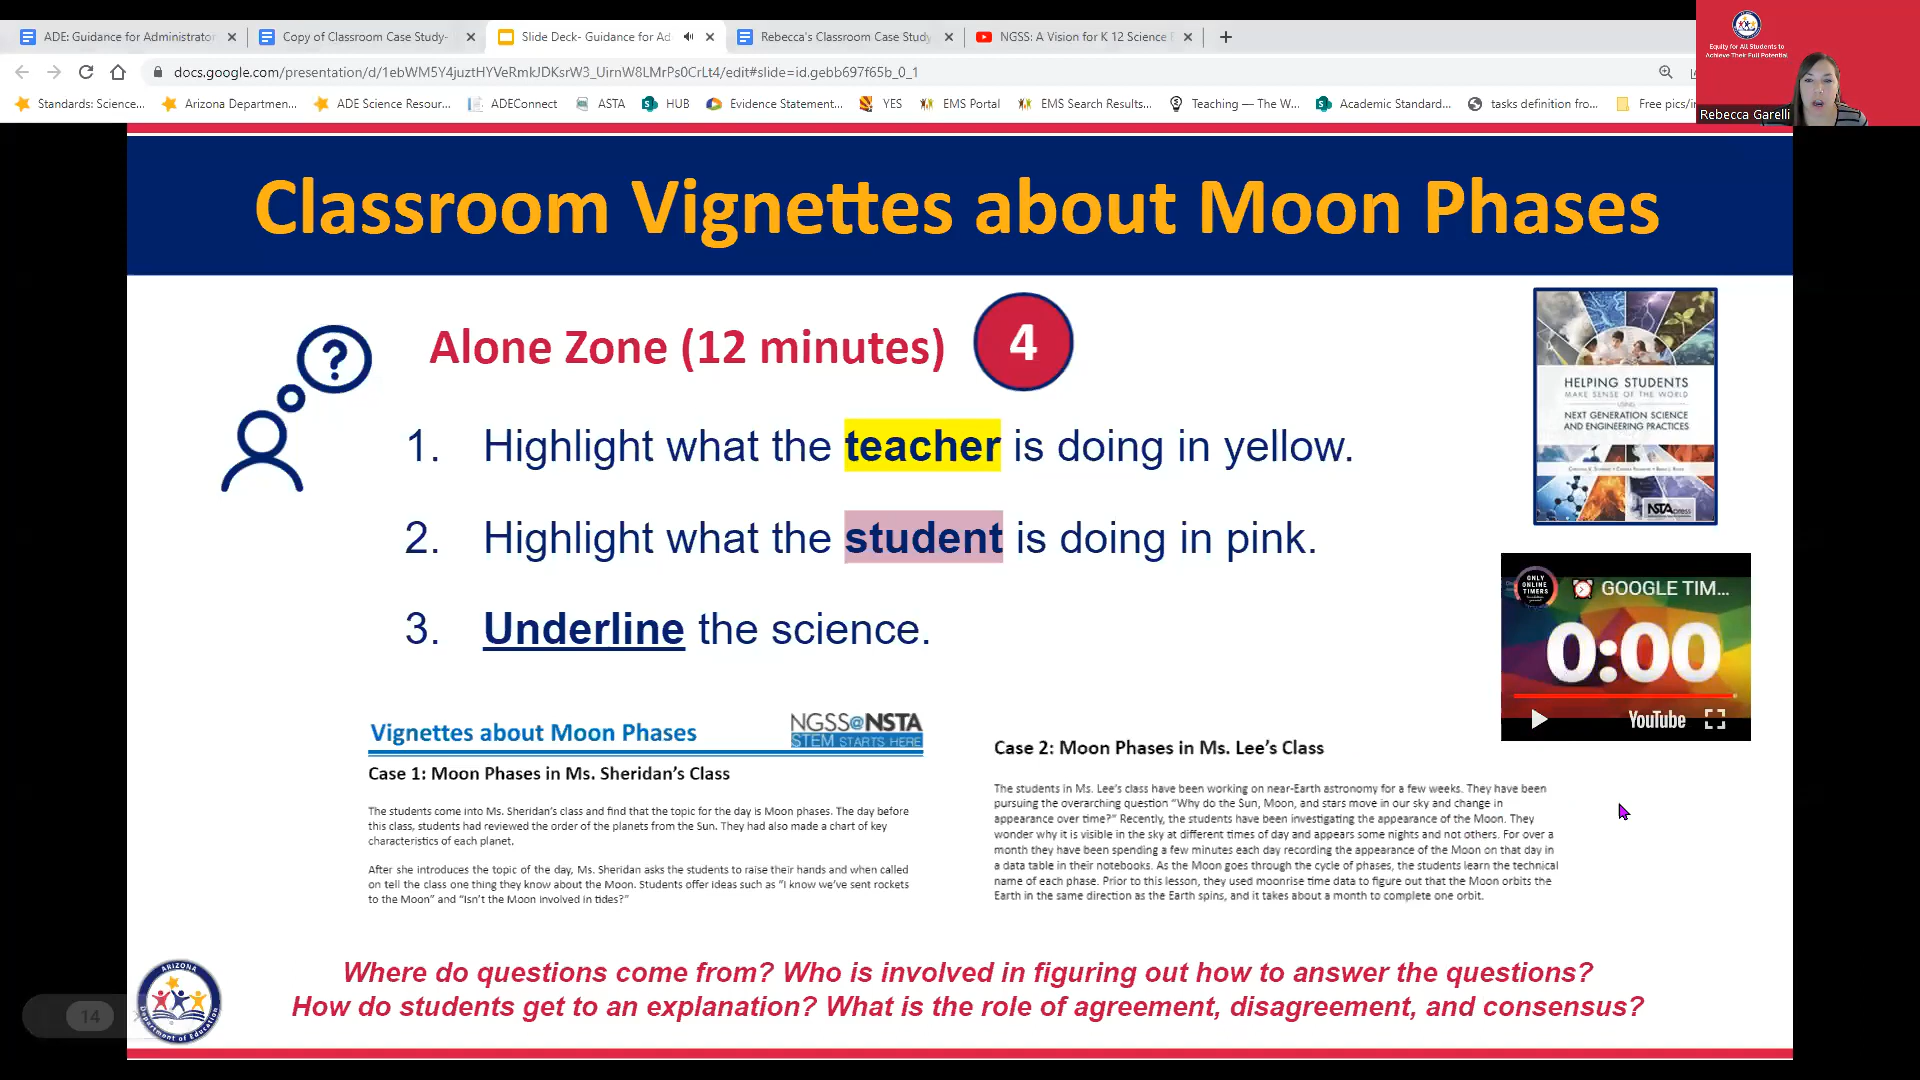 ADE: Guidance for Administrator
Copy of Classroom Case Study-
Slide Deck- Guidance for Ad
Rebecca's Classroom Case Study
NGSS: A Vision for K 12 Science E
docs.google.com/presentation/d/1ebWM5Y4juztHYVeRmkJDKsrW3_UirnW8LMrPs0CrLt4/edit#slide=id.gebb697f65b_0_1
Standards: Science...
Arizona Departmen...
ADE Science Resour...
ADEConnect
ASTA
HUB
Evidence Statement...
YES
EMS Portal
EMS Search Results...
Teaching — The W...
Academic Standard...
tasks definition fro...
Free pics/i
Equity for All Students to
Achieve Their Full Potential
Rebecca Garelli
Classroom Vignettes about Moon Phases
?
Alone Zone (12 minutes)
4
1. Highlight what the teacher is doing in yellow.
2. Highlight what the student is doing in pink.
3. Underline the science.
HELPING STUDENTS
MAKE SENSE OF THE WORLD
USING
NEXT GENERATION SCIENCE
AND ENGINEERING PRACTICES
NSTApress
ONLY
ONLINE
TIMERS
GOOGLE TIM...
0:00
YouTube
Vignettes about Moon Phases
NGSS@NSTA
STEM STARTS HERE
Case 1: Moon Phases in Ms. Sheridan's Class
The students come into Ms. Sheridan's class and find that the topic for the day is Moon phases. The day before
this class, students had reviewed the order of the planets from the Sun. They had also made a chart of key
characteristics of each planet.
After she introduces the topic of the day, Ms. Sheridan asks the students to raise their hands and when called
on tell the class one thing they know about the Moon. Students offer ideas such as "I know we've sent rockets
to the Moon" and "Isn't the Moon involved in tides?"
Case 2: Moon Phases in Ms. Lee's Class
The students in Ms. Lee's class have been working on near-Earth astronomy for a few weeks. They have been
pursuing the overarching question "Why do the Sun, Moon, and stars move in our sky and change in
appearance over time?" Recently, the students have been investigating the appearance of the Moon. They
wonder why it is visible in the sky at different times of day and appears some nights and not others. For over a
month they have been spending a few minutes each day recording the appearance of the Moon on that day in
a data table in their notebooks. As the Moon goes through the cycle of phases, the students learn the technical
name of each phase. Prior to this lesson, they used moonrise time data to figure out that the Moon orbits the
Earth in the same direction as the Earth spins, and it takes about a month to complete one orbit.
Where do questions come from? Who is involved in figuring out how to answer the questions?
How do students get to an explanation? What is the role of agreement, disagreement, and consensus?
ARIZONA
Department of Education
14